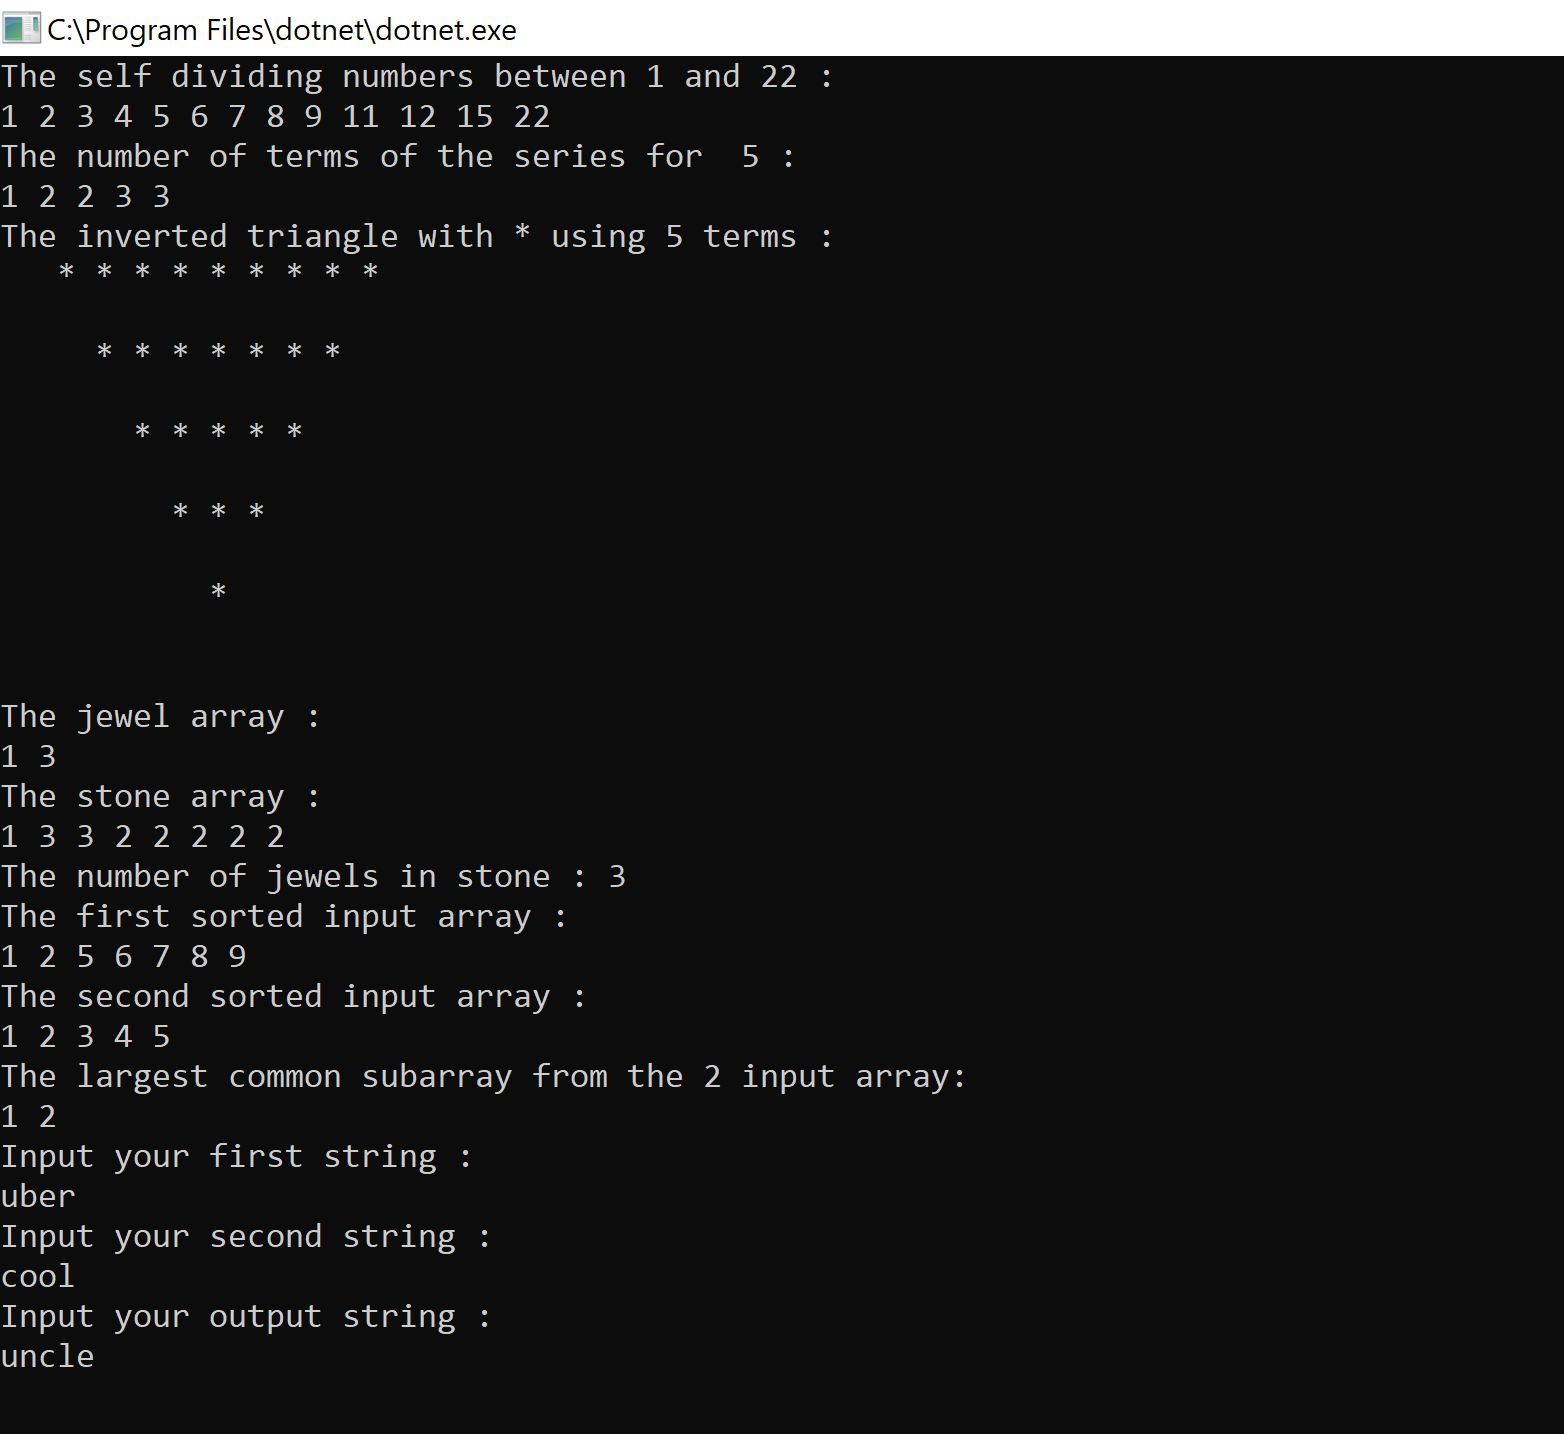 C:\Program Files\dotnet\dotnet.exe
The self dividing numbers between 1 and 22 :
1 2 3 4 5 6 7 8 9 11 12 15 22
The number of terms of the series for  5 :
1 2 2 3 3
The inverted triangle with * using 5 terms :
   * * * * * * * * *
     * * * * * * *
       * * * * *
         * * *
           *
The jewel array :
1 3
The stone array :
1 3 3 2 2 2 2 2
The number of jewels in stone : 3
The first sorted input array :
1 2 5 6 7 8 9
The second sorted input array :
1 2 3 4 5
The largest common subarray from the 2 input array:
1 2
Input your first string :
uber
Input your second string :
cool
Input your output string :
uncle